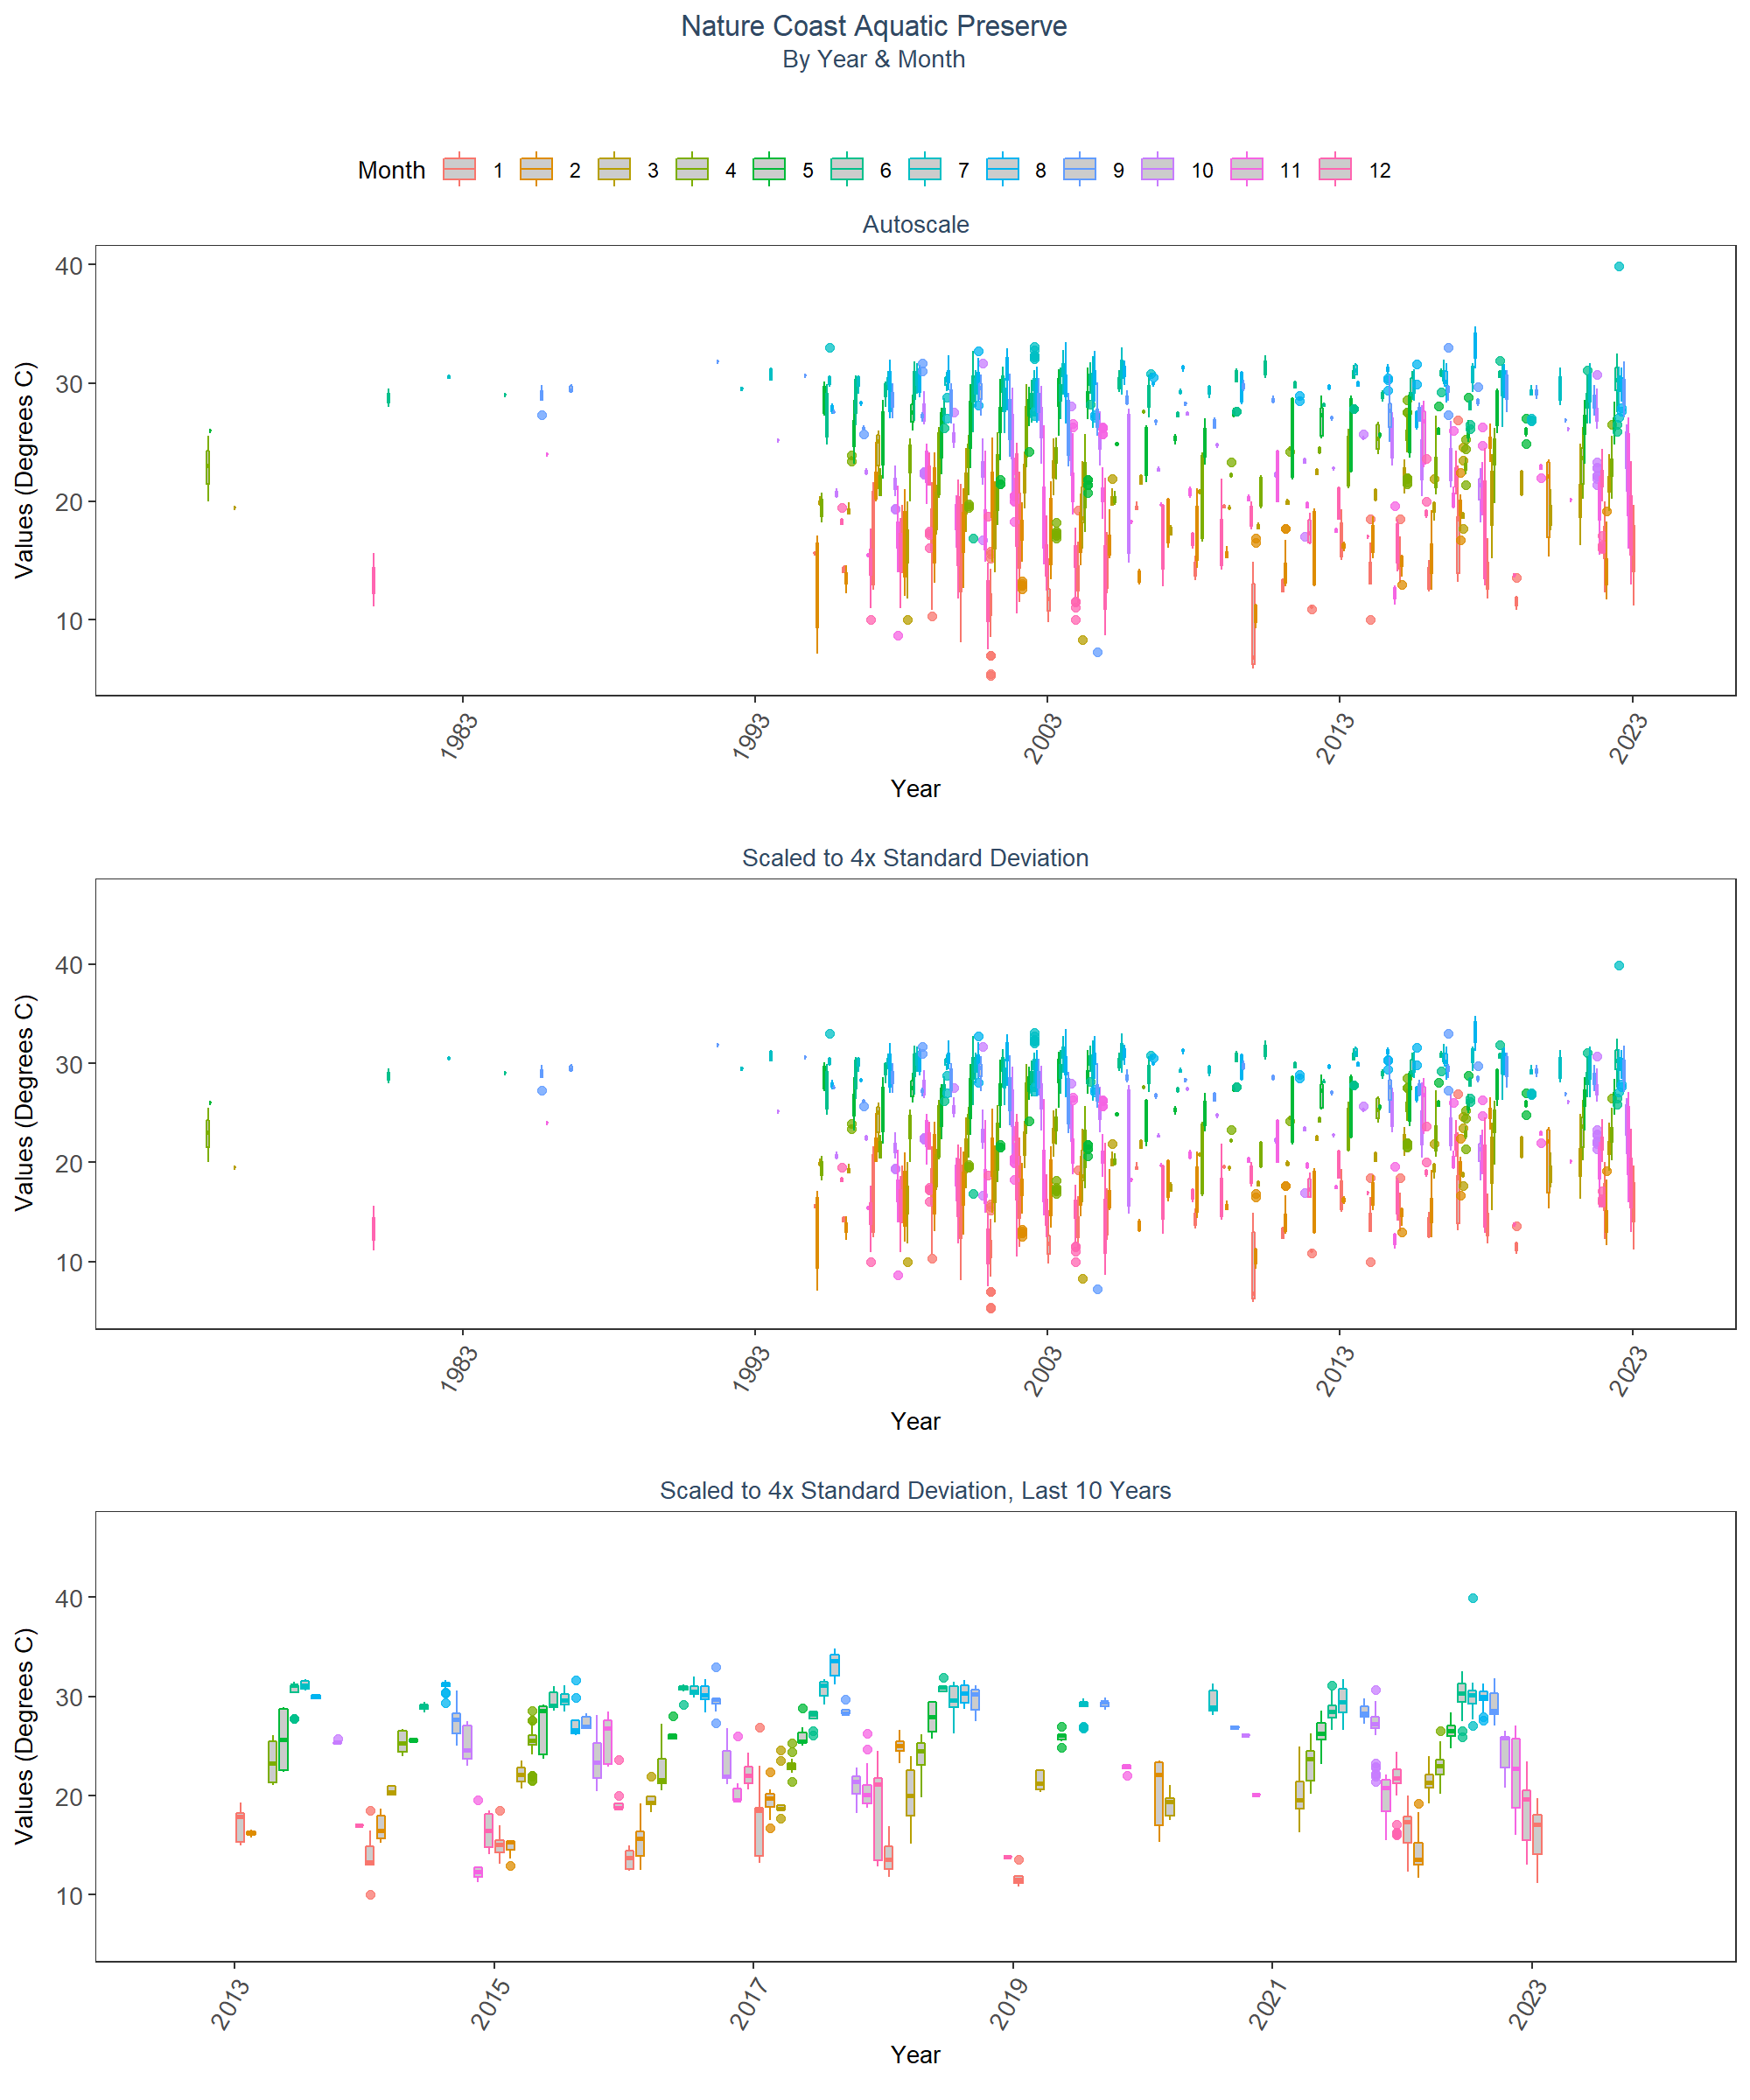 Nature Coast Aquatic Preserve
By Year & Month
Month 1 2 3 4 5 6 7 8 9 10 11 12
Autoscale
Values (Degrees C)
40
30
20
10
1983 1993 2003 2013 2023
Year
Scaled to 4x Standard Deviation
Values (Degrees C)
40
30
20
10
1983 1993 2003 2013 2023
Year
Scaled to 4x Standard Deviation, Last 10 Years
Values (Degrees C)
40
30
20
10
2013 2015 2017 2019 2021 2023
Year